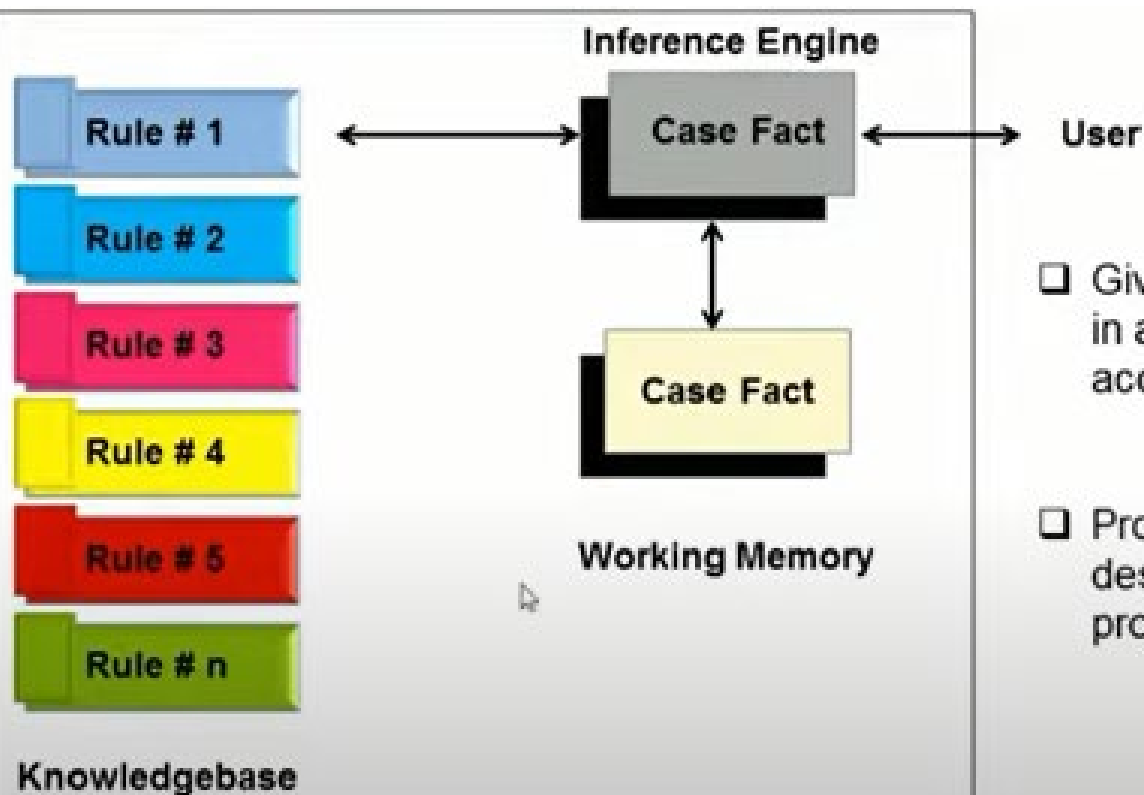 Inference Engine
Rule # 1
Case Fact
User
Rule # 2
Rule # 3
Case Fact
Rule # 4
Rule # 5
Working Memory
Rule # n
Knowledgebase
in